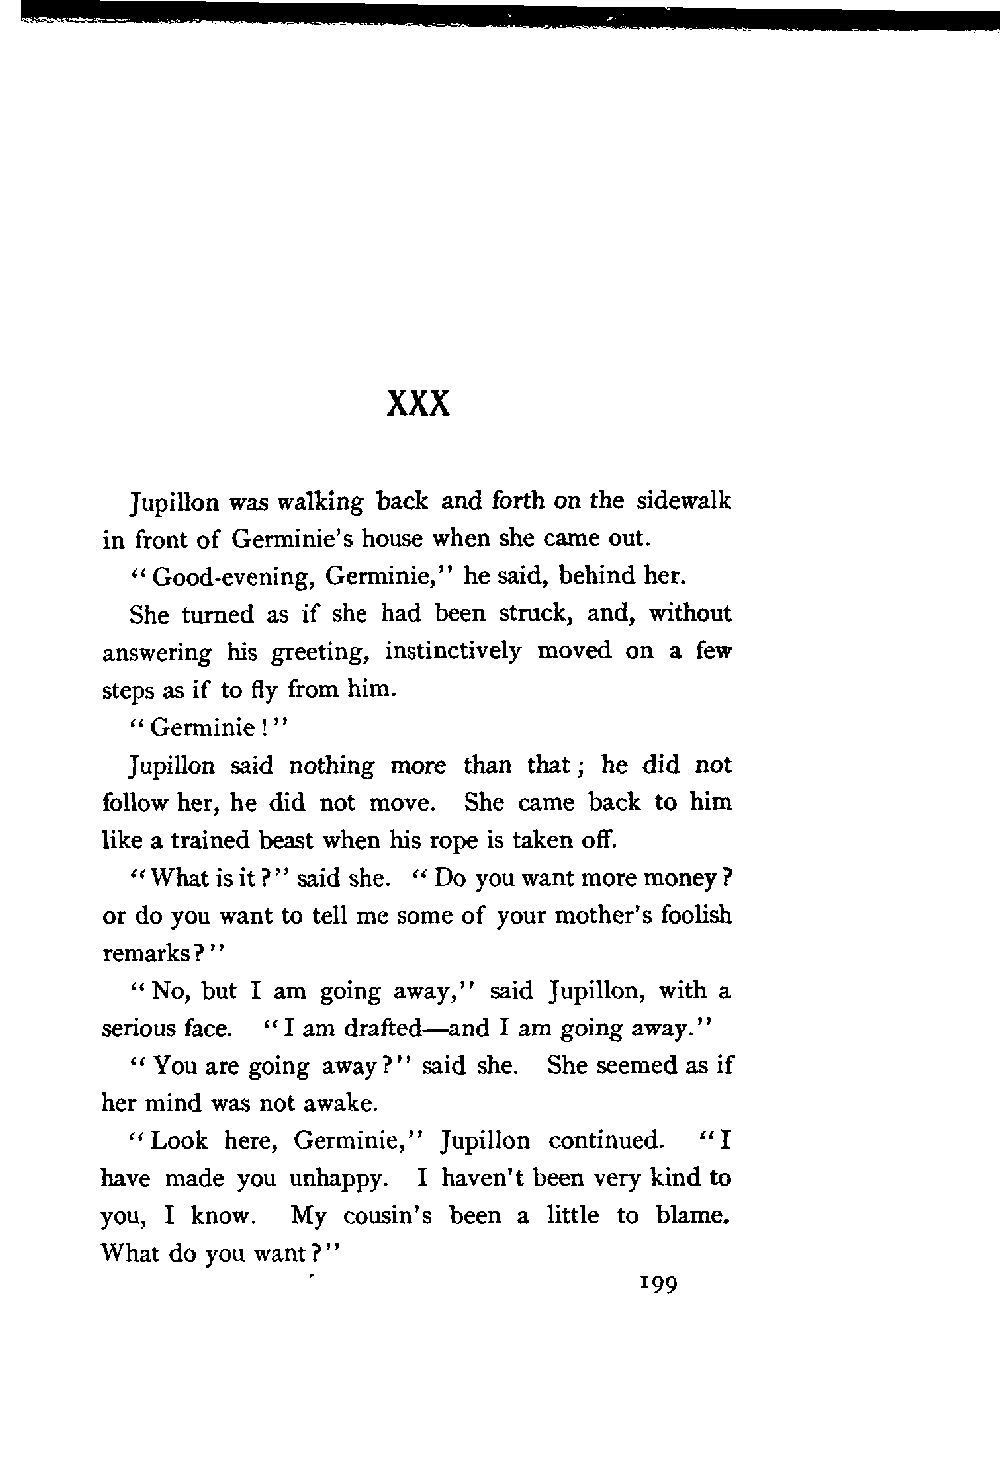 XXX
Jupillon was walking back and forth on the sidewalk
in front of Germinie's house when she came out.
"Good-evening, Germinie," he said, behind her.
She turned as if she had been struck, and, without
answering his greeting, instinctively moved on a few
steps as if to fly from him.
"Germinie!"
Jupillon said nothing more than that; he did not
follow her, he did not move. She came back to him
like a trained beast when his rope is taken off.
"What is it?" said she. "Do you want more money?
or do you want to tell me some of your mother's foolish
remarks?"
"No, but I am going away," said Jupillon, with a
serious face. "I am drafted—and I am going away."
"You are going away?" said she. She seemed as if
her mind was not awake.
"Look here, Germinie," Jupillon continued. "I
have made you unhappy. I haven't been very kind to
you, I know. My cousin's been a little to blame.
What do you want?"
199